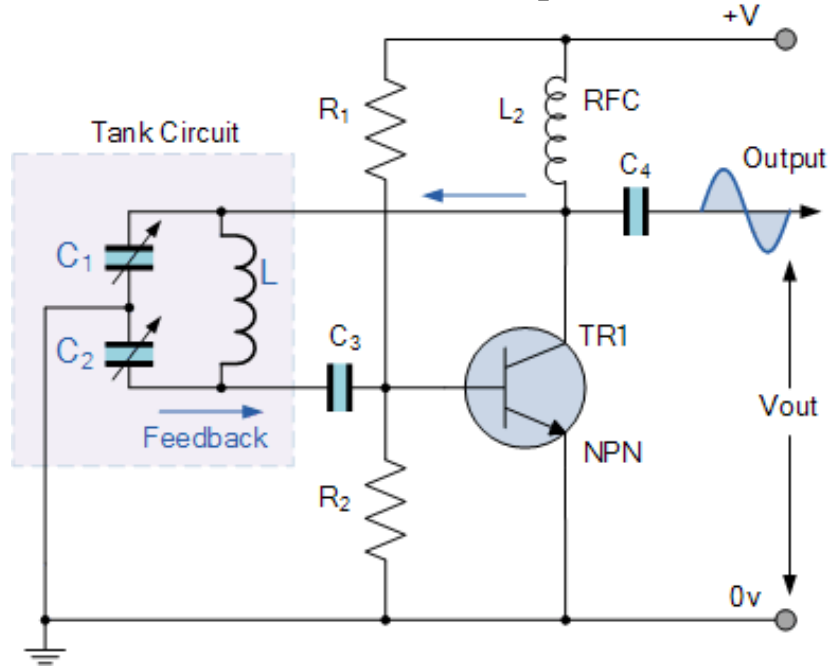 +V
R1
L2
RFC
Tank Circuit
C4
Output
C1
L
C2
C3
TR1
Feedback
Vout
NPN
R2
0v